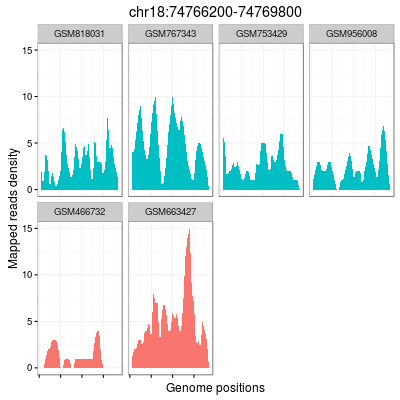 chr18:74766200-74769800
GSM818031 GSM767343 GSM753429 GSM956008
15
10
5
0
Mapped reads density
GSM466732 GSM663427
15
10
5
0
Genome positions